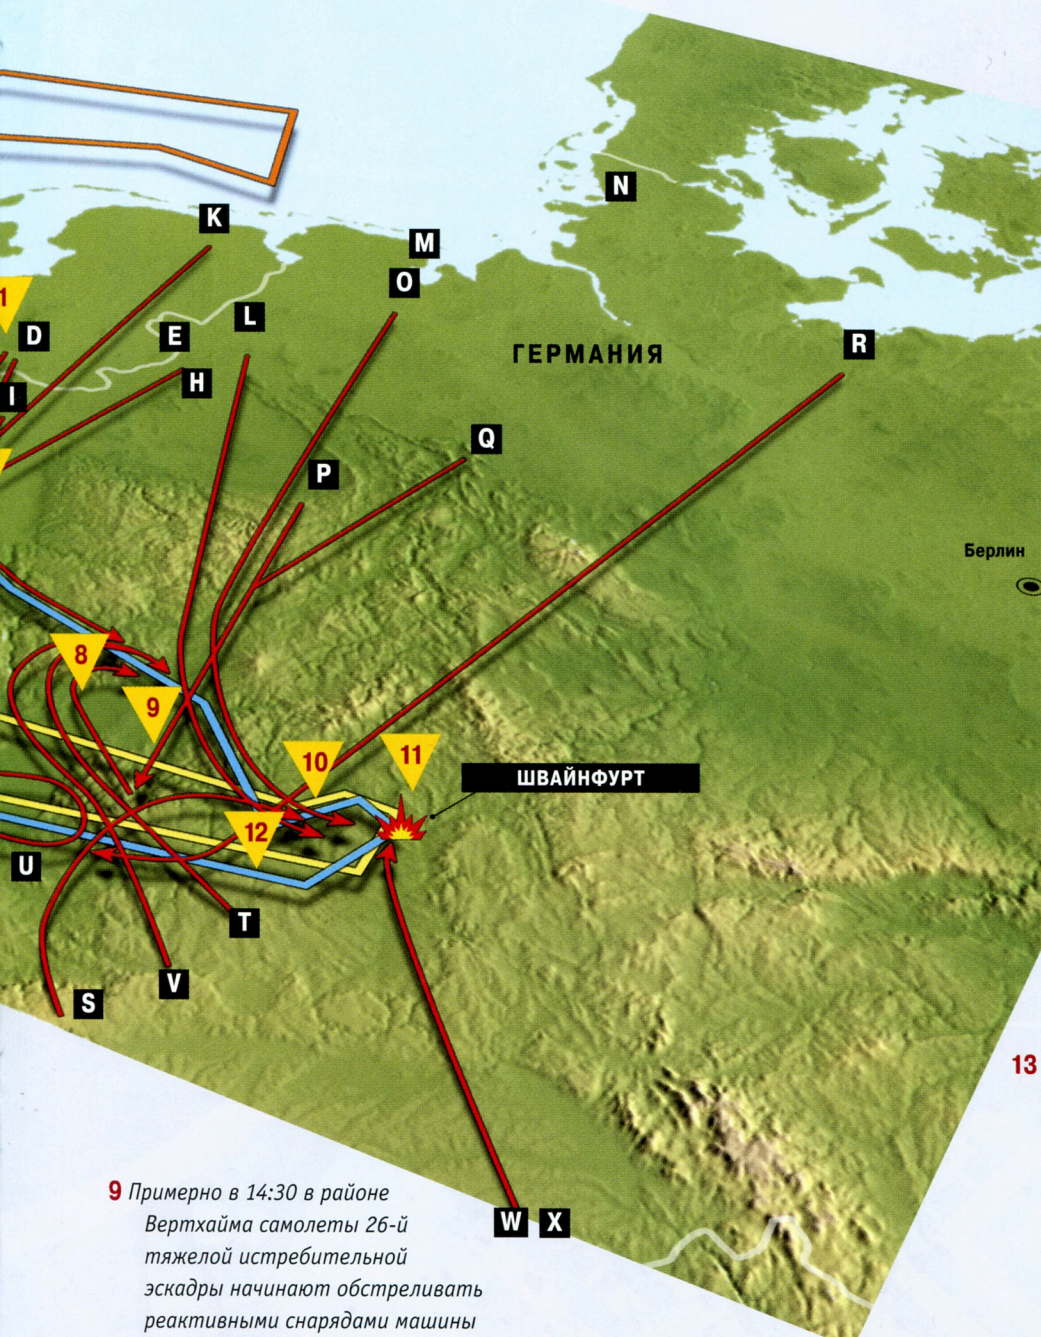 K
N
M
O
1
D
E
L
ГЕРМАНИЯ
R
I
H
Q
P
Берлин
8
9
10
11
ШВАЙНФУРТ
12
U
T
V
S
13
W X
9 Примерно в 14:30 в районе
Вертхайма самолеты 26-й
тяжелой истребительной
эскадры начинают обстреливать
реактивными снарядами машины